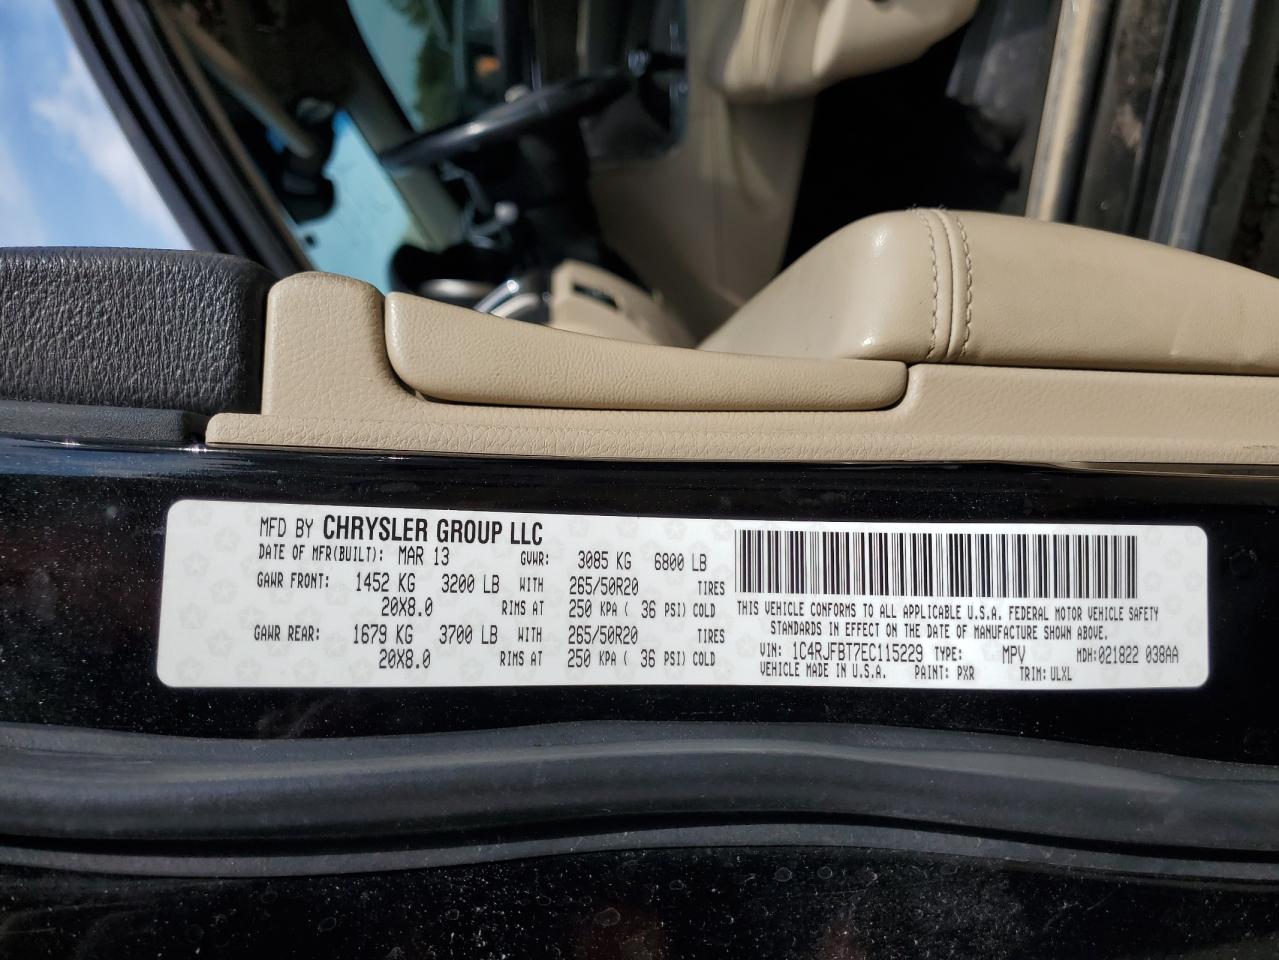 MFD BY CHRYSLER GROUP LLC
DATE OF MFR(BUILT): MAR 13 GVWR: 3085 KG 6800 LB
GAWR FRONT: 1452 KG 3200 LB WITH 265/50R20 TIRES
20X8.0 RIMS AT 250 KPA ( 36 PSI) COLD
GAWR REAR: 1679 KG 3700 LB WITH 265/50R20 TIRES
20X8.0 RIMS AT 250 KPA ( 36 PSI) COLD
THIS VEHICLE CONFORMS TO ALL APPLICABLE U.S.A. FEDERAL MOTOR VEHICLE SAFETY
STANDARDS IN EFFECT ON THE DATE OF MANUFACTURE SHOWN ABOVE.
VIN: 1C4RJFBT7EC115229 TYPE: MPV MDH:021822 038AA
VEHICLE MADE IN U.S.A. PAINT: PXR TRIM: ULXL